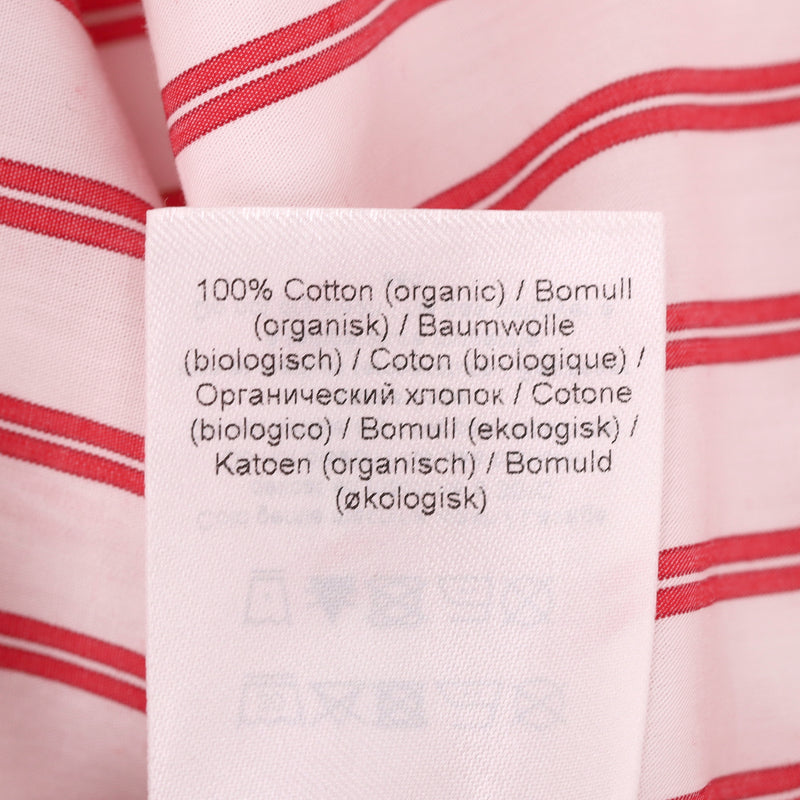 100% Cotton (organic) / Bomull
(organisk) / Baumwolle
(biologisch) / Coton (biologique) /
Органический хлопок / Cotone
(biologico) / Bomull (ekologisk) /
Katoen (organisch) / Bomuld
(økologisk)